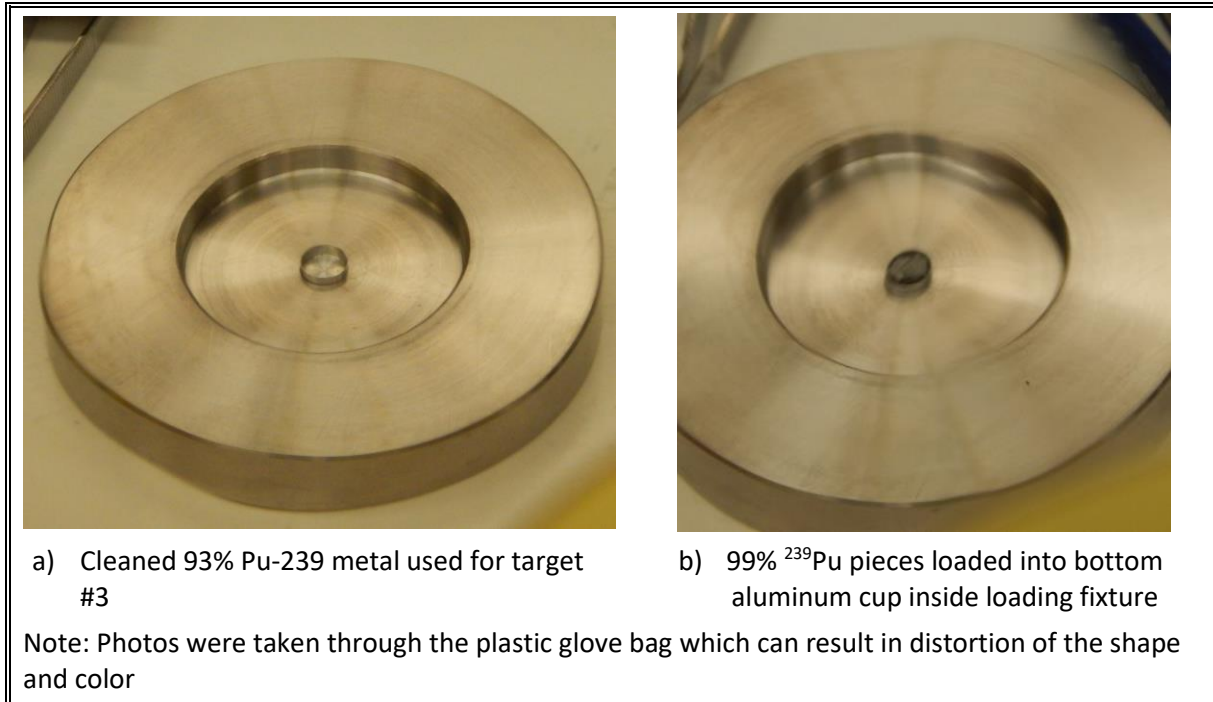 a) Cleaned 93% Pu-239 metal used for target
#3
b) 99% ²³⁹Pu pieces loaded into bottom
aluminum cup inside loading fixture
Note: Photos were taken through the plastic glove bag which can result in distortion of the shape
and color